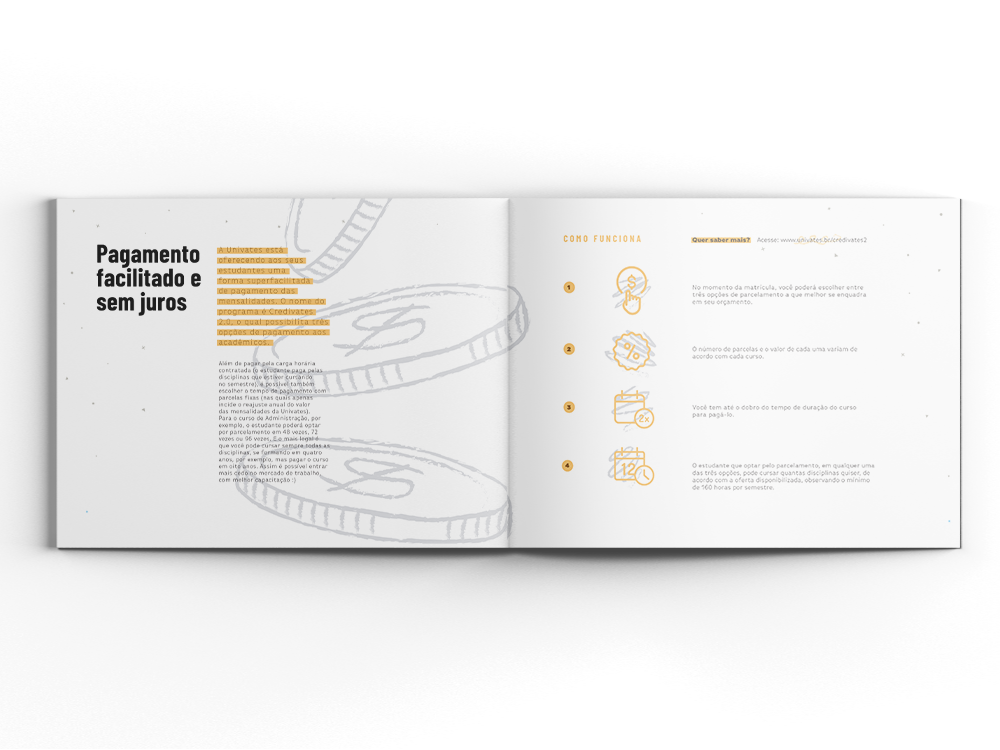 Pagamento
facilitado e
sem juros
A Univates está
oferecendo aos seus
estudantes uma
forma superfacilitada
de pagamento das
mensalidades. O nome do
programa é Credivates
2.0, o qual possibilita três
opções de pagamento aos
acadêmicos.
Além de pagar pela carga horária
contratada (o estudante paga pelas
disciplinas que estiver cursando
no semestre), é possível também
escolher o tempo de pagamento com
parcelas fixas (nas quais apenas
incide o reajuste anual do valor
das mensalidades da Univates).
Para o curso de Administração, por
exemplo, o estudante poderá optar
por parcelamento em 48 vezes, 72
vezes ou 96 vezes. E o mais legal é
que você pode cursar sempre todas as
disciplinas, se formando em quatro
anos, por exemplo, mas pagar o curso
em oito anos. Assim é possível entrar
mais cedo no mercado de trabalho,
com melhor capacitação :)
COMO FUNCIONA
Quer saber mais? Acesse: www.univates.br/credivates2
1
$
No momento da matrícula, você poderá escolher entre
três opções de parcelamento a que melhor se enquadra
em seu orçamento.
2
%
O número de parcelas e o valor de cada uma variam de
acordo com cada curso.
3
2x
Você tem até o dobro do tempo de duração do curso
para pagá-lo.
4
12
O estudante que optar pelo parcelamento, em qualquer uma
das três opções, pode cursar quantas disciplinas quiser, de
acordo com a oferta disponibilizada, observando o mínimo
de 160 horas por semestre.